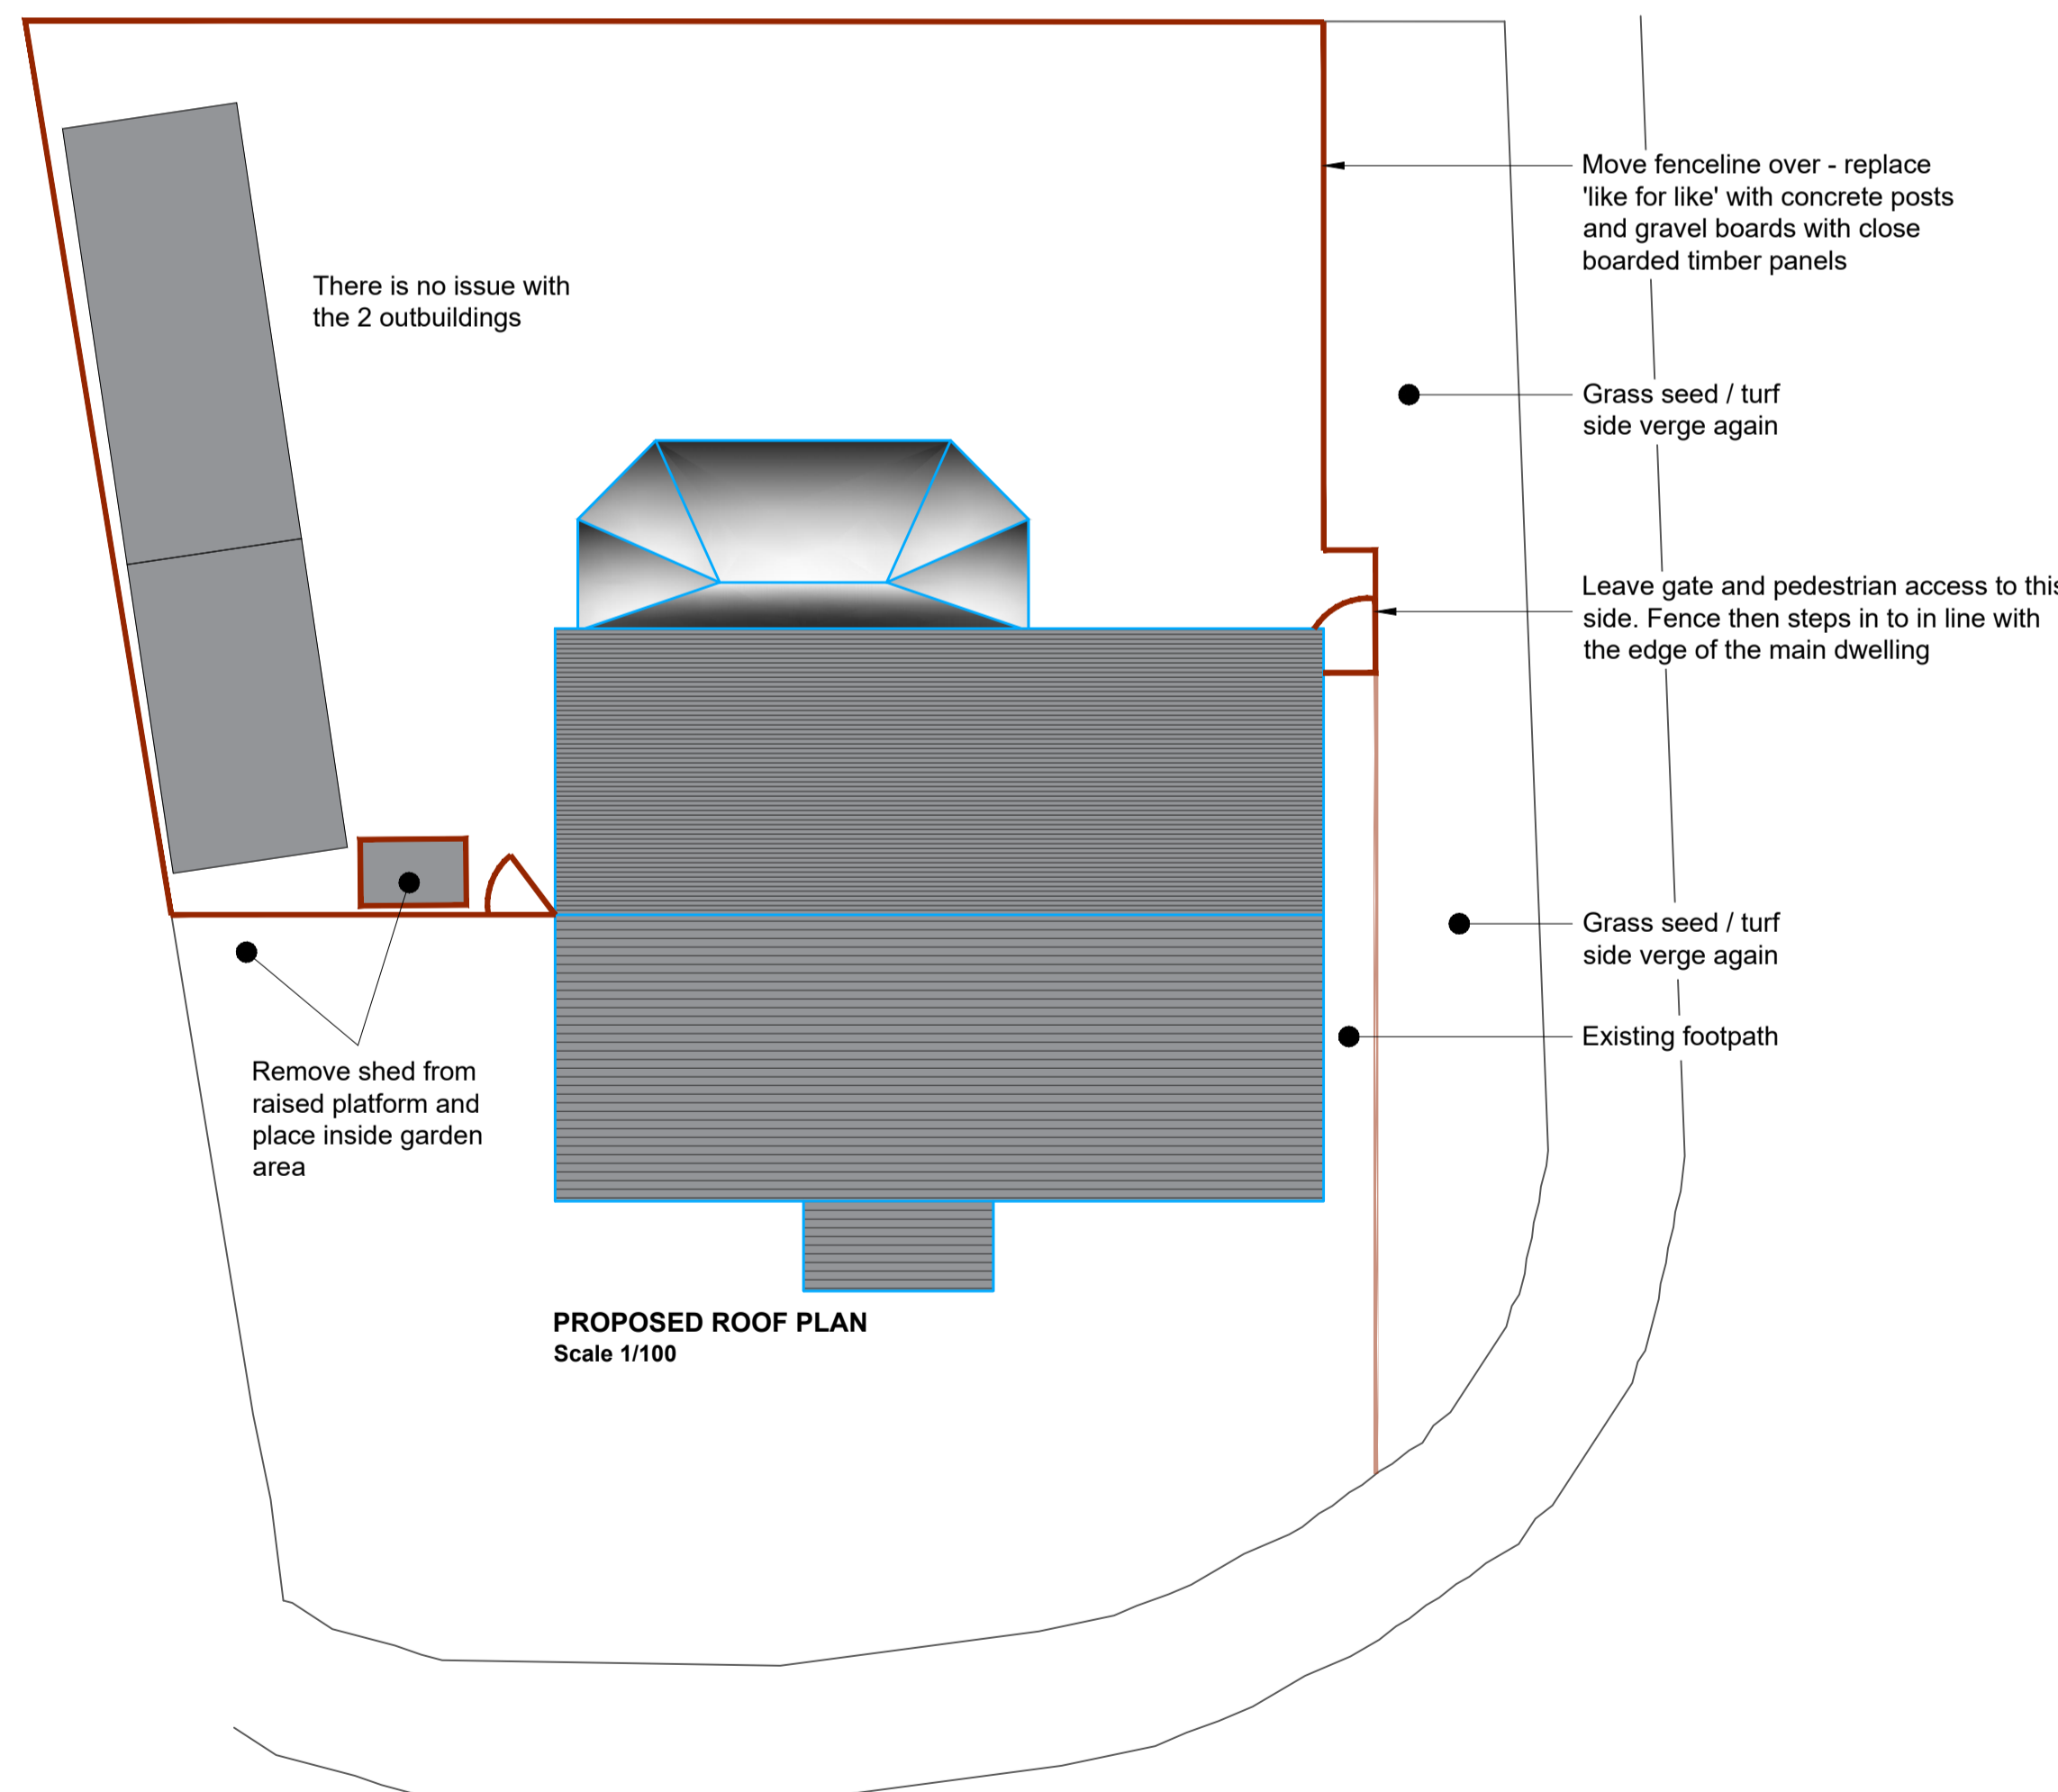 Move fenceline over - replace
'like for like' with concrete posts
and gravel boards with close
boarded timber panels
There is no issue with
the 2 outbuildings
Grass seed / turf
side verge again
Leave gate and pedestrian access to this
side. Fence then steps in to in line with
the edge of the main dwelling
Grass seed / turf
side verge again
Existing footpath
Remove shed from
raised platform and
place inside garden
area
PROPOSED ROOF PLAN
Scale 1/100